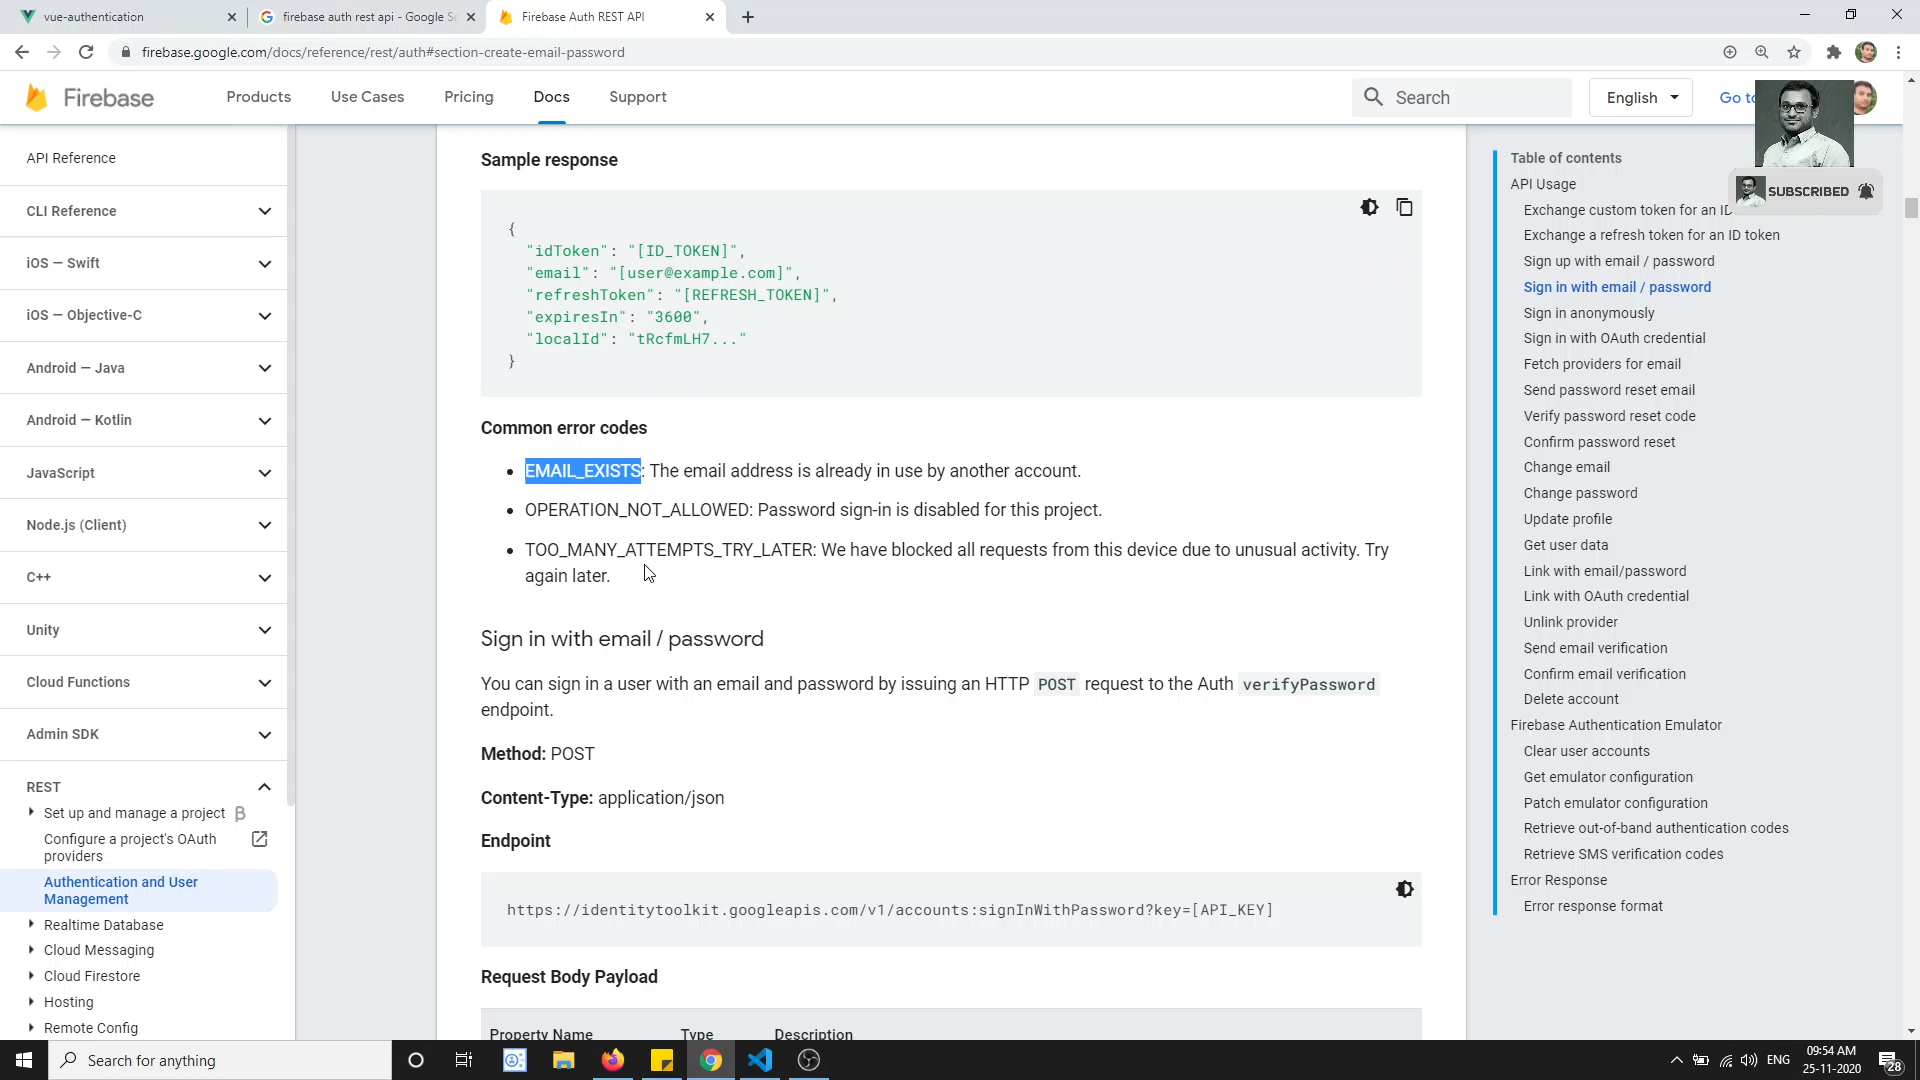 vue-authentication
firebase auth rest api - Google Se
Firebase Auth REST API
firebase.google.com/docs/reference/rest/auth#section-create-email-password
Firebase
Products
Use Cases
Pricing
Docs
Support
Search
English
Go to
SUBSCRIBED
API Reference
CLI Reference
iOS — Swift
iOS — Objective-C
Android — Java
Android — Kotlin
JavaScript
Node.js (Client)
C++
Unity
Cloud Functions
Admin SDK
REST
Set up and manage a project β
Configure a project's OAuth
providers
Authentication and User
Management
Realtime Database
Cloud Messaging
Cloud Firestore
Hosting
Remote Config
Sample response
{
"idToken": "[ID_TOKEN]",
"email": "[user@example.com]",
"refreshToken": "[REFRESH_TOKEN]",
"expiresIn": "3600",
"localId": "tRcfmLH7..."
}
Common error codes
• EMAIL_EXISTS: The email address is already in use by another account.
• OPERATION_NOT_ALLOWED: Password sign-in is disabled for this project.
• TOO_MANY_ATTEMPTS_TRY_LATER: We have blocked all requests from this device due to unusual activity. Try
again later.
Sign in with email / password
You can sign in a user with an email and password by issuing an HTTP POST request to the Auth verifyPassword
endpoint.
Method: POST
Content-Type: application/json
Endpoint
https://identitytoolkit.googleapis.com/v1/accounts:signInWithPassword?key=[API_KEY]
Request Body Payload
Property Name Type Description
Table of contents
API Usage
Exchange custom token for an ID
Exchange a refresh token for an ID token
Sign up with email / password
Sign in with email / password
Sign in anonymously
Sign in with OAuth credential
Fetch providers for email
Send password reset email
Verify password reset code
Confirm password reset
Change email
Change password
Update profile
Get user data
Link with email/password
Link with OAuth credential
Unlink provider
Send email verification
Confirm email verification
Delete account
Firebase Authentication Emulator
Clear user accounts
Get emulator configuration
Patch emulator configuration
Retrieve out-of-band authentication codes
Retrieve SMS verification codes
Error Response
Error response format
Search for anything
ENG
09:54 AM
25-11-2020
28